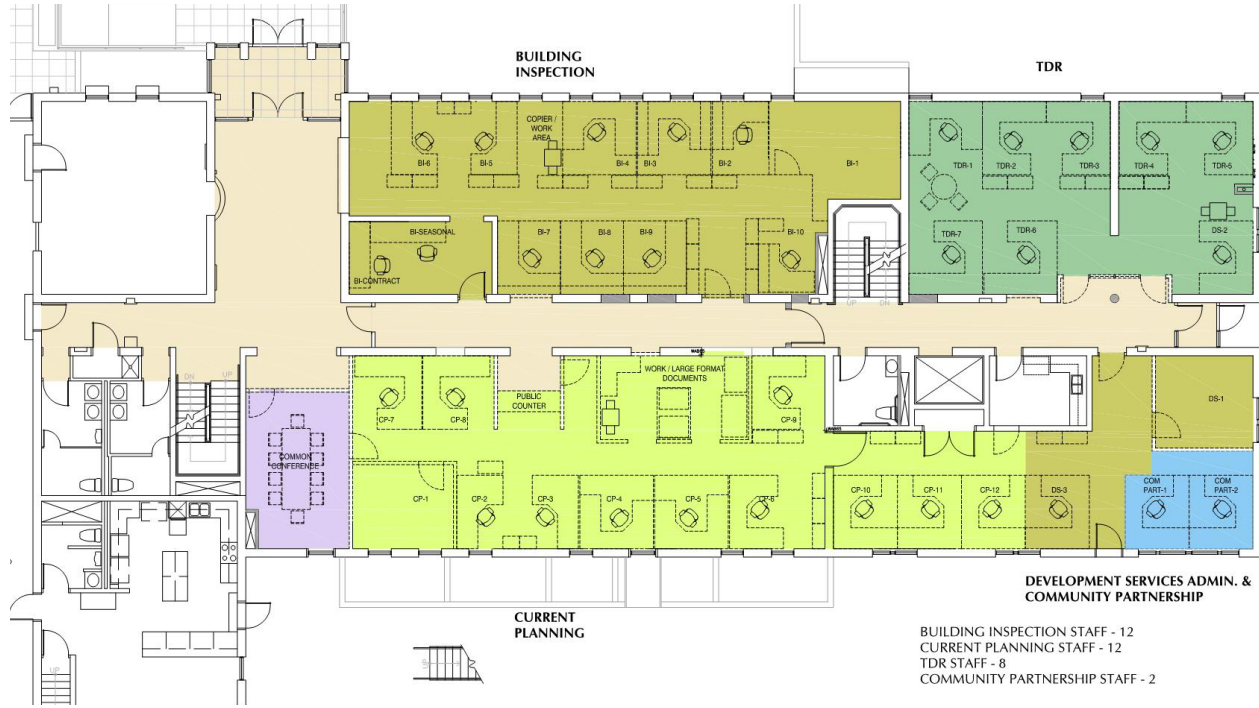 BUILDING
INSPECTION
TDR
COPIER /
WORK
AREA
BI-6
BI-5
BI-4
BI-3
BI-2
BI-1
TDR-1
TDR-2
TDR-3
TDR-4
TDR-5
BI-SEASONAL
BI-7
BI-8
BI-9
BI-10
TDR-7
TDR-6
DS-2
BI-CONTRACT
UP
DN
DN
UP
WORK / LARGE FORMAT
DOCUMENTS
PUBLIC
COUNTER
CP-7
CP-8
CP-9
DS-1
COMMON
CONFERENCE
CP-1
CP-2
CP-3
CP-4
CP-5
CP-6
CP-10
CP-11
CP-12
DS-3
COM
PART-1
COM
PART-2
DEVELOPMENT SERVICES ADMIN. &
COMMUNITY PARTNERSHIP
CURRENT
PLANNING
BUILDING INSPECTION STAFF - 12
CURRENT PLANNING STAFF - 12
TDR STAFF - 8
COMMUNITY PARTNERSHIP STAFF - 2
UP
UP